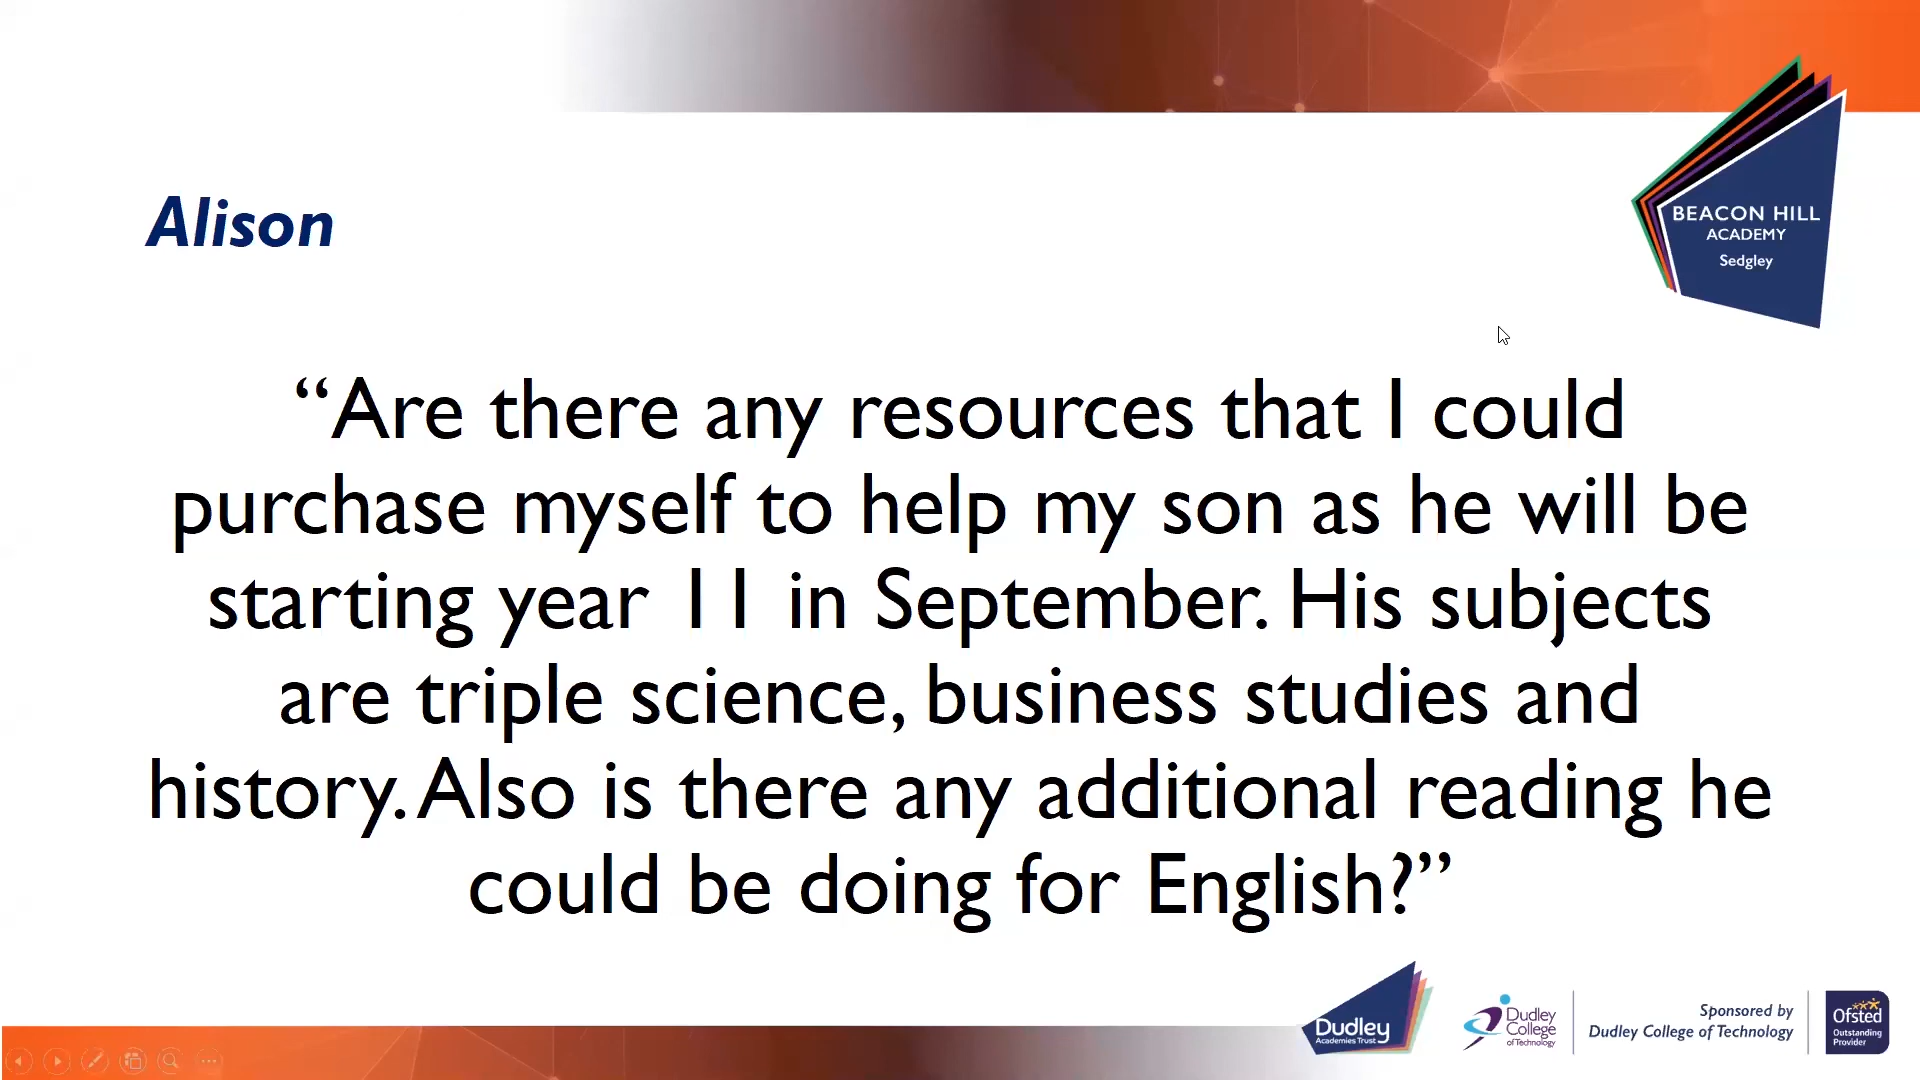 Alison
BEACON HILL
ACADEMY
Sedgley
“Are there any resources that I could
purchase myself to help my son as he will be
starting year 11 in September. His subjects
are triple science, business studies and
history. Also is there any additional reading he
could be doing for English?”
Dudley
Academies Trust
Dudley
College
of Technology
Sponsored by
Dudley College of Technology
Ofsted
Outstanding
Provider